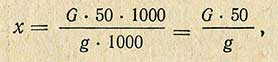 x = G · 50 · 1000 / g · 1000 = G · 50 / g ,